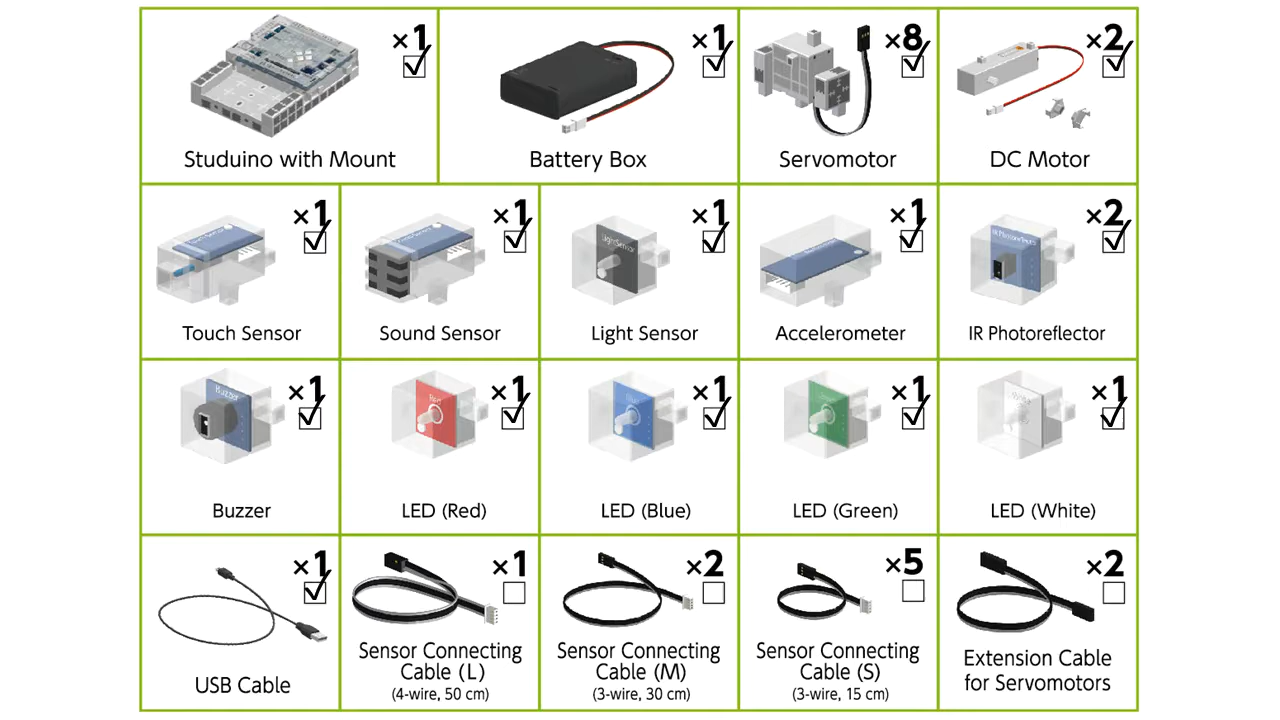 ×1
×1
×8
×2
Studuino with Mount
Battery Box
Servomotor
DC Motor
×1
×1
×1
×1
×2
LightSensor
Touch Sensor
Sound Sensor
Light Sensor
Accelerometer
IR Photoreflector
×1
×1
×1
×1
×1
Buzzer
Red
Buzzer
LED (Red)
LED (Blue)
LED (Green)
LED (White)
×1
×1
×2
×5
×2
USB Cable
Sensor Connecting
Cable (L)
(4-wire, 50 cm)
Sensor Connecting
Cable (M)
(3-wire, 30 cm)
Sensor Connecting
Cable (S)
(3-wire, 15 cm)
Extension Cable
for Servomotors